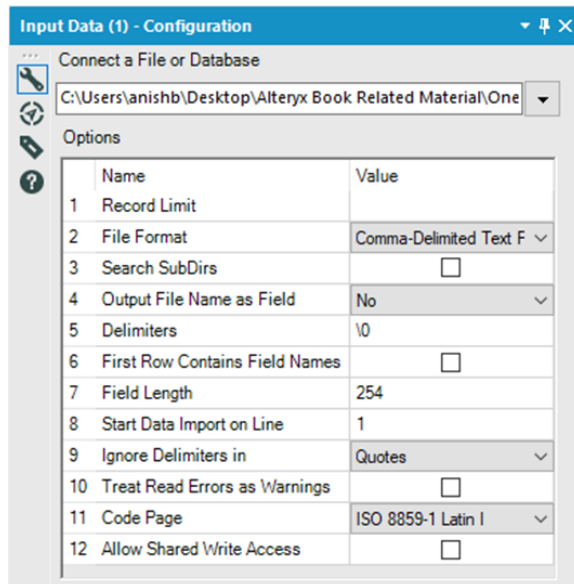 Input Data (1) - Configuration
Connect a File or Database
C:\Users\anishb\Desktop\Alteryx Book Related Material\One
Options
Name Value
1 Record Limit
2 File Format Comma-Delimited Text F
3 Search SubDirs
4 Output File Name as Field No
5 Delimiters \0
6 First Row Contains Field Names
7 Field Length 254
8 Start Data Import on Line 1
9 Ignore Delimiters in Quotes
10 Treat Read Errors as Warnings
11 Code Page ISO 8859-1 Latin I
12 Allow Shared Write Access